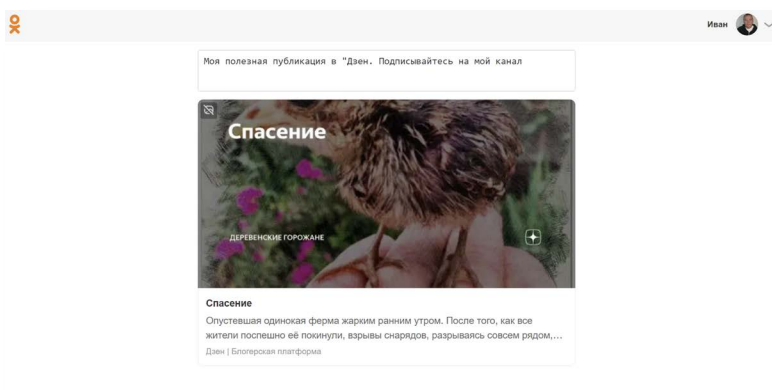 Иван
Моя полезная публикация в "Дзен. Подписывайтесь на мой канал
Спасение
ДЕРЕВЕНСКИЕ ГОРОЖАНЕ
Спасение
Опустевшая одинокая ферма жарким ранним утром. После того, как все
жители поспешно её покинули, взрывы снарядов, разрываясь совсем рядом,...
Дзен | Блогерская платформа